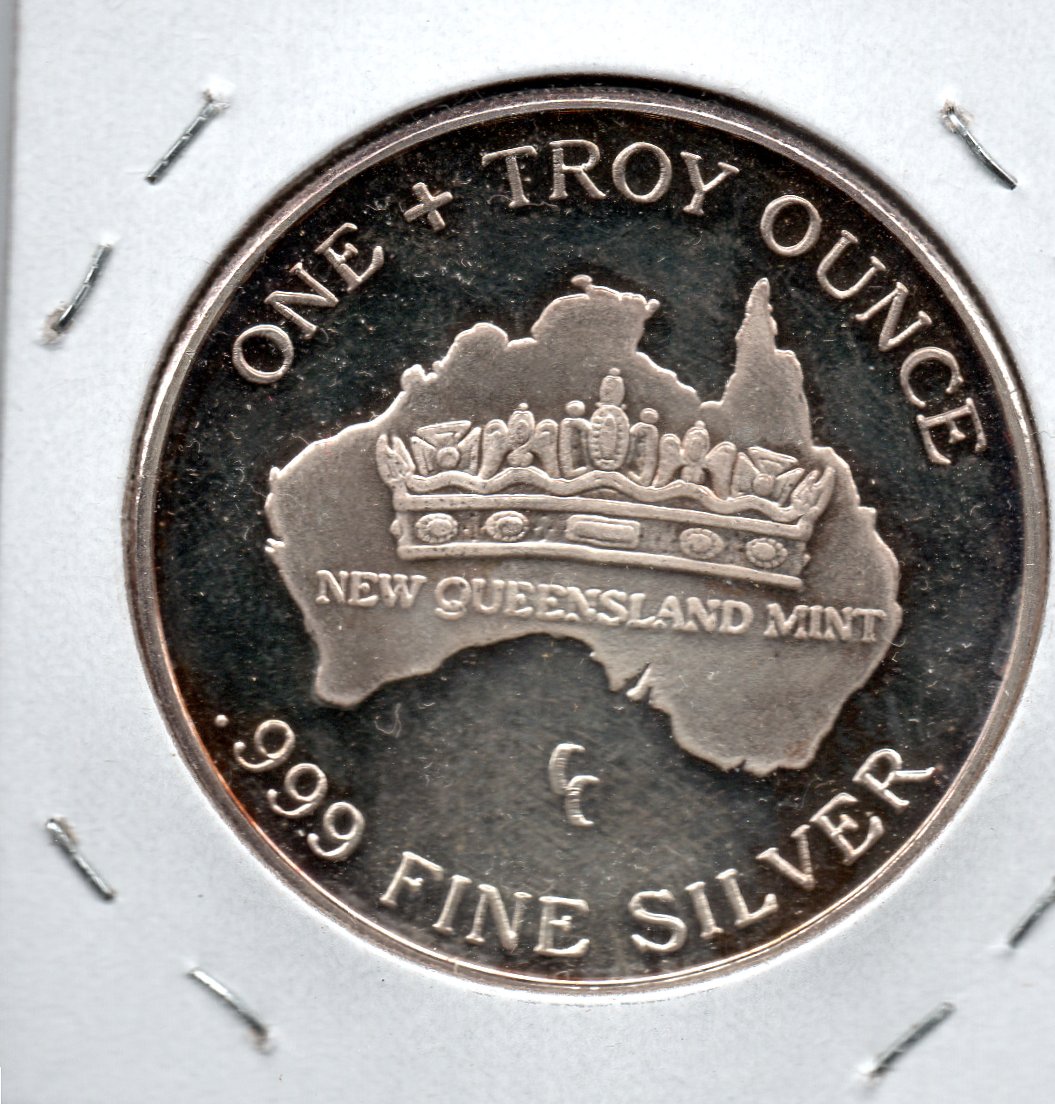 ONE + TROY OUNCE
NEW QUEENSLAND MINT
.999 FINE SILVER